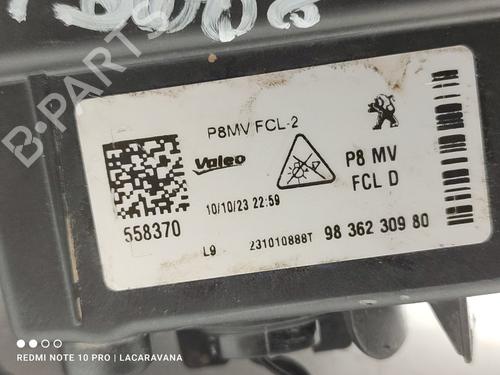 P8MV FCL-2
Valeo
P8 MV
FCL D
10/10/23 22:59
558370
L9
231010888T
98 362 309 80
B-PARTS
REDMI NOTE 10 PRO | LACARAVANA